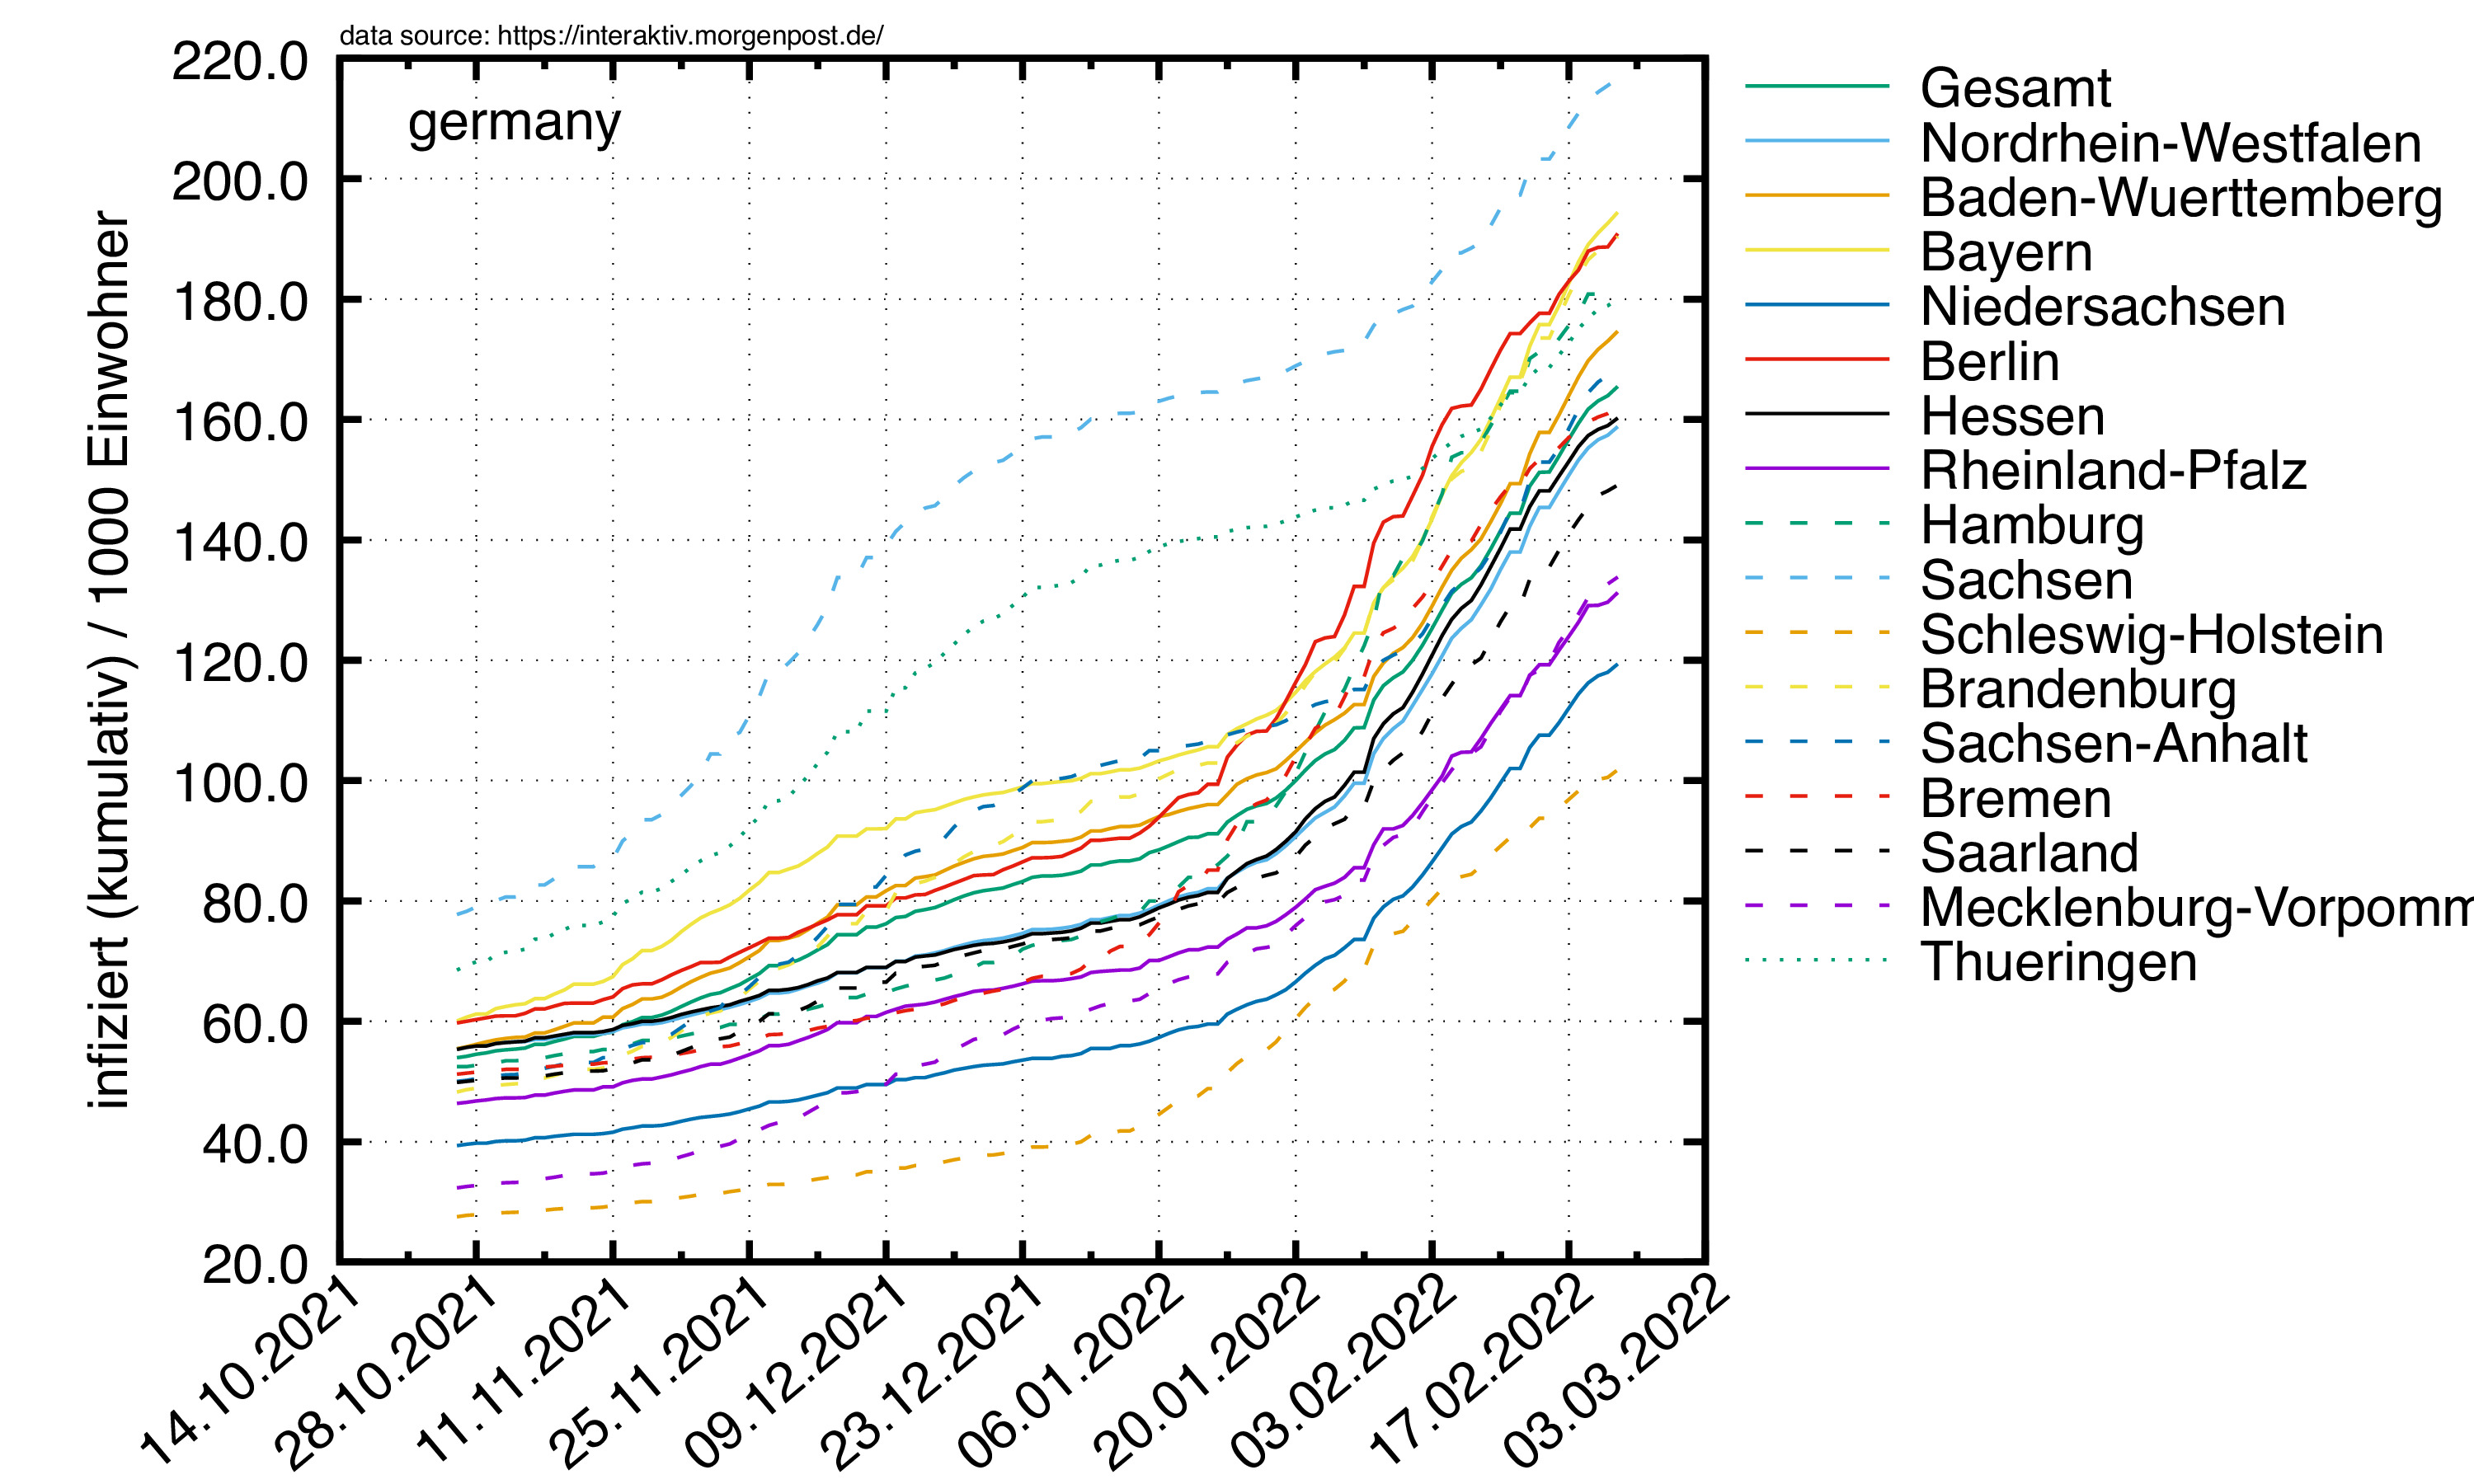 data source: https://interaktiv.morgenpost.de/
germany
infiziert (kumulativ) / 1000 Einwohner
220.0
200.0
180.0
160.0
140.0
120.0
100.0
80.0
60.0
40.0
20.0
14.10.2021
28.10.2021
11.11.2021
25.11.2021
09.12.2021
23.12.2021
06.01.2022
20.01.2022
03.02.2022
17.02.2022
03.03.2022
Gesamt
Nordrhein-Westfalen
Baden-Wuerttemberg
Bayern
Niedersachsen
Berlin
Hessen
Rheinland-Pfalz
Hamburg
Sachsen
Schleswig-Holstein
Brandenburg
Sachsen-Anhalt
Bremen
Saarland
Mecklenburg-Vorpomm
Thueringen